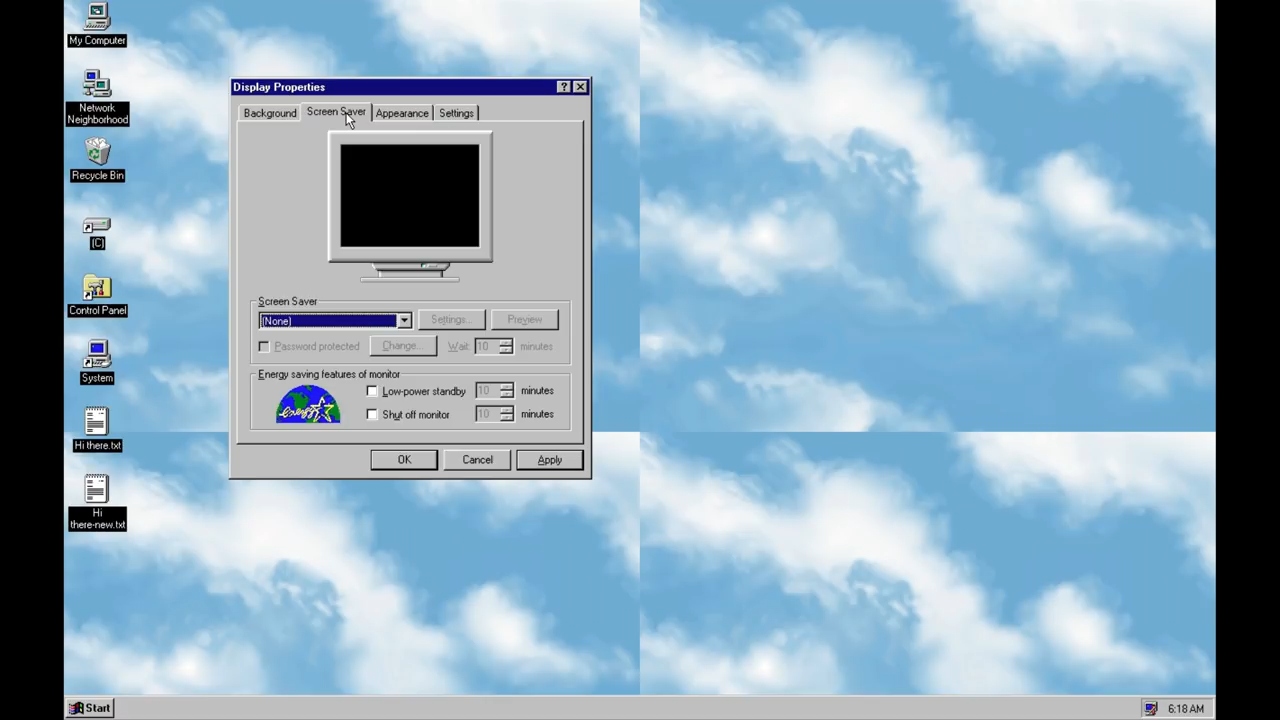 My Computer
Network
Neighborhood
Recycle Bin
(C)
Control Panel
System
Hi there.txt
Hi
there-new.txt
Display Properties
Background
Screen Saver
Appearance
Settings
Screen Saver
(None)
Settings...
Preview
Password protected
Change...
Wait: 10 minutes
Energy saving features of monitor
energy
Low-power standby 10 minutes
Shut off monitor 10 minutes
OK
Cancel
Apply
Start
6:18 AM